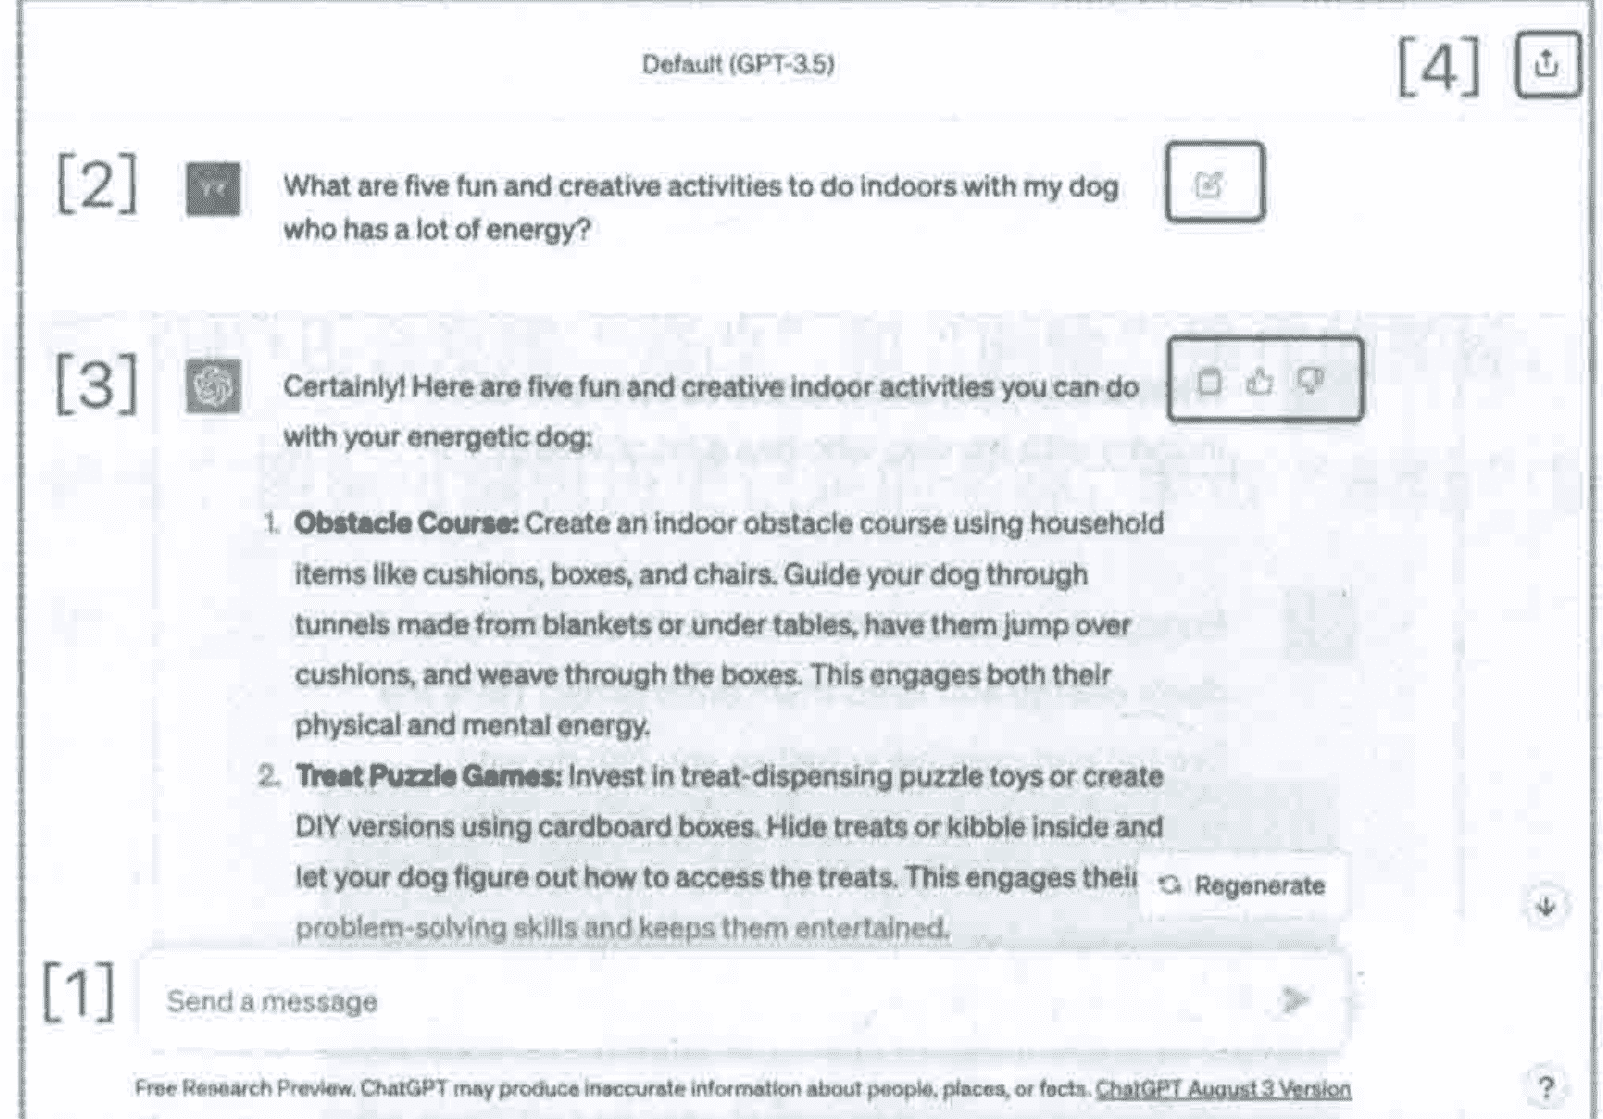 Default (GPT-3.5)
[4]
[2]
What are five fun and creative activities to do indoors with my dog
who has a lot of energy?
[3]
Certainly! Here are five fun and creative indoor activities you can do
with your energetic dog:
1. Obstacle Course: Create an indoor obstacle course using household
items like cushions, boxes, and chairs. Guide your dog through
tunnels made from blankets or under tables, have them jump over
cushions, and weave through the boxes. This engages both their
physical and mental energy.
2. Treat Puzzle Games: Invest in treat-dispensing puzzle toys or create
DIY versions using cardboard boxes. Hide treats or kibble inside and
let your dog figure out how to access the treats. This engages their
Regenerate
problem-solving skills and keeps them entertained.
[1]
Send a message
Free Research Preview. ChatGPT may produce inaccurate information about people, places, or facts. ChatGPT August 3 Version
?